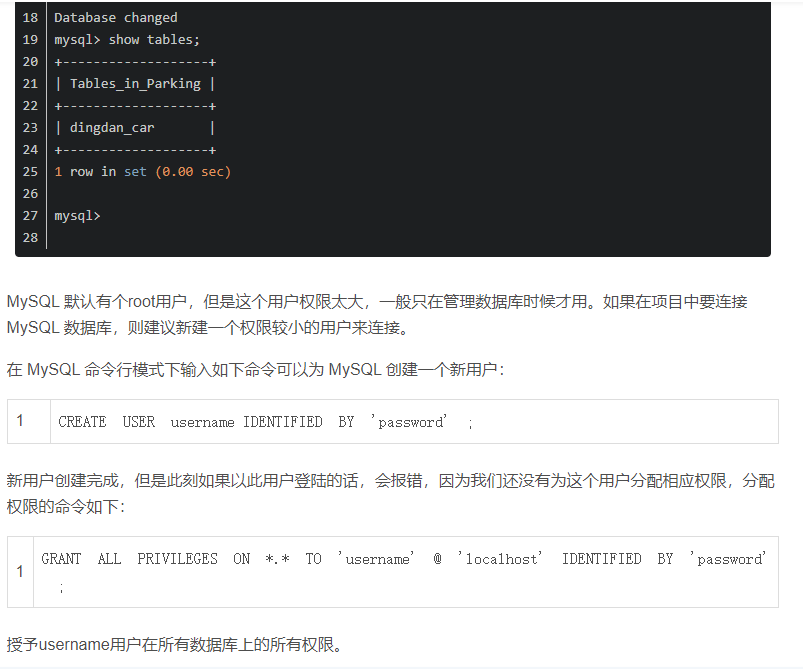 18 Database changed
19 mysql> show tables;
20 +-------------------+
21 | Tables_in_Parking |
22 +-------------------+
23 | dingdan_car       |
24 +-------------------+
25 1 row in set (0.00 sec)
26
27 mysql>
28
MySQL 默认有个root用户，但是这个用户权限太大，一般只在管理数据库时候才用。如果在项目中要连接
MySQL 数据库，则建议新建一个权限较小的用户来连接。
在 MySQL 命令行模式下输入如下命令可以为 MySQL 创建一个新用户：
1 CREATE USER username IDENTIFIED BY 'password' ;
新用户创建完成，但是此刻如果以此用户登陆的话，会报错，因为我们还没有为这个用户分配相应权限，分配
权限的命令如下：
1 GRANT ALL PRIVILEGES ON *.* TO 'username' @ 'localhost' IDENTIFIED BY 'password'
;
授予username用户在所有数据库上的所有权限。